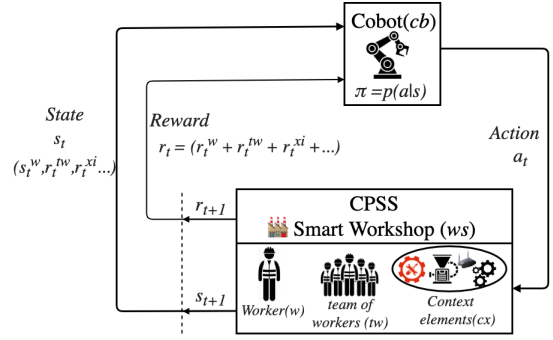 Cobot(cb)
π =p(a|s)
State
s_t
(s_t^w,r_t^tw,r_t^xi...)
Reward
r_t = (r_t^w + r_t^tw + r_t^xi +...)
Action
a_t
r_t+1
CPSS
Smart Workshop (ws)
s_t+1
Worker(w)
team of
workers (tw)
Context
elements(cx)